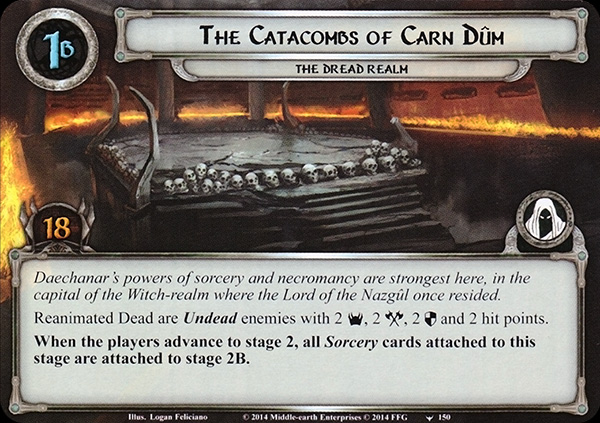 1B
THE CATACOMBS OF CARN DÛM
THE DREAD REALM
18
Daechanar's powers of sorcery and necromancy are strongest here, in the
capital of the Witch-realm where the Lord of the Nazgûl once resided.
Reanimated Dead are Undead enemies with 2 , 2 , 2 and 2 hit points.
When the players advance to stage 2, all Sorcery cards attached to this
stage are attached to stage 2B.
Illus. Logan Feliciano © 2014 Middle-earth Enterprises © 2014 FFG 150